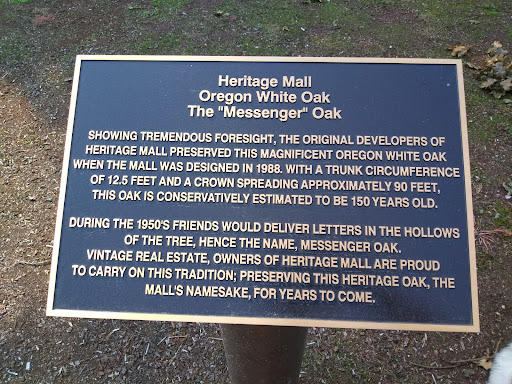 Heritage Mall
Oregon White Oak
The "Messenger" Oak
SHOWING TREMENDOUS FORESIGHT, THE ORIGINAL DEVELOPERS OF
HERITAGE MALL PRESERVED THIS MAGNIFICENT OREGON WHITE OAK
WHEN THE MALL WAS DESIGNED IN 1988. WITH A TRUNK CIRCUMFERENCE
OF 12.5 FEET AND A CROWN SPREADING APPROXIMATELY 90 FEET,
THIS OAK IS CONSERVATIVELY ESTIMATED TO BE 150 YEARS OLD.
DURING THE 1950'S FRIENDS WOULD DELIVER LETTERS IN THE HOLLOWS
OF THE TREE, HENCE THE NAME, MESSENGER OAK.
VINTAGE REAL ESTATE, OWNERS OF HERITAGE MALL ARE PROUD
TO CARRY ON THIS TRADITION; PRESERVING THIS HERITAGE OAK, THE
MALL'S NAMESAKE, FOR YEARS TO COME.